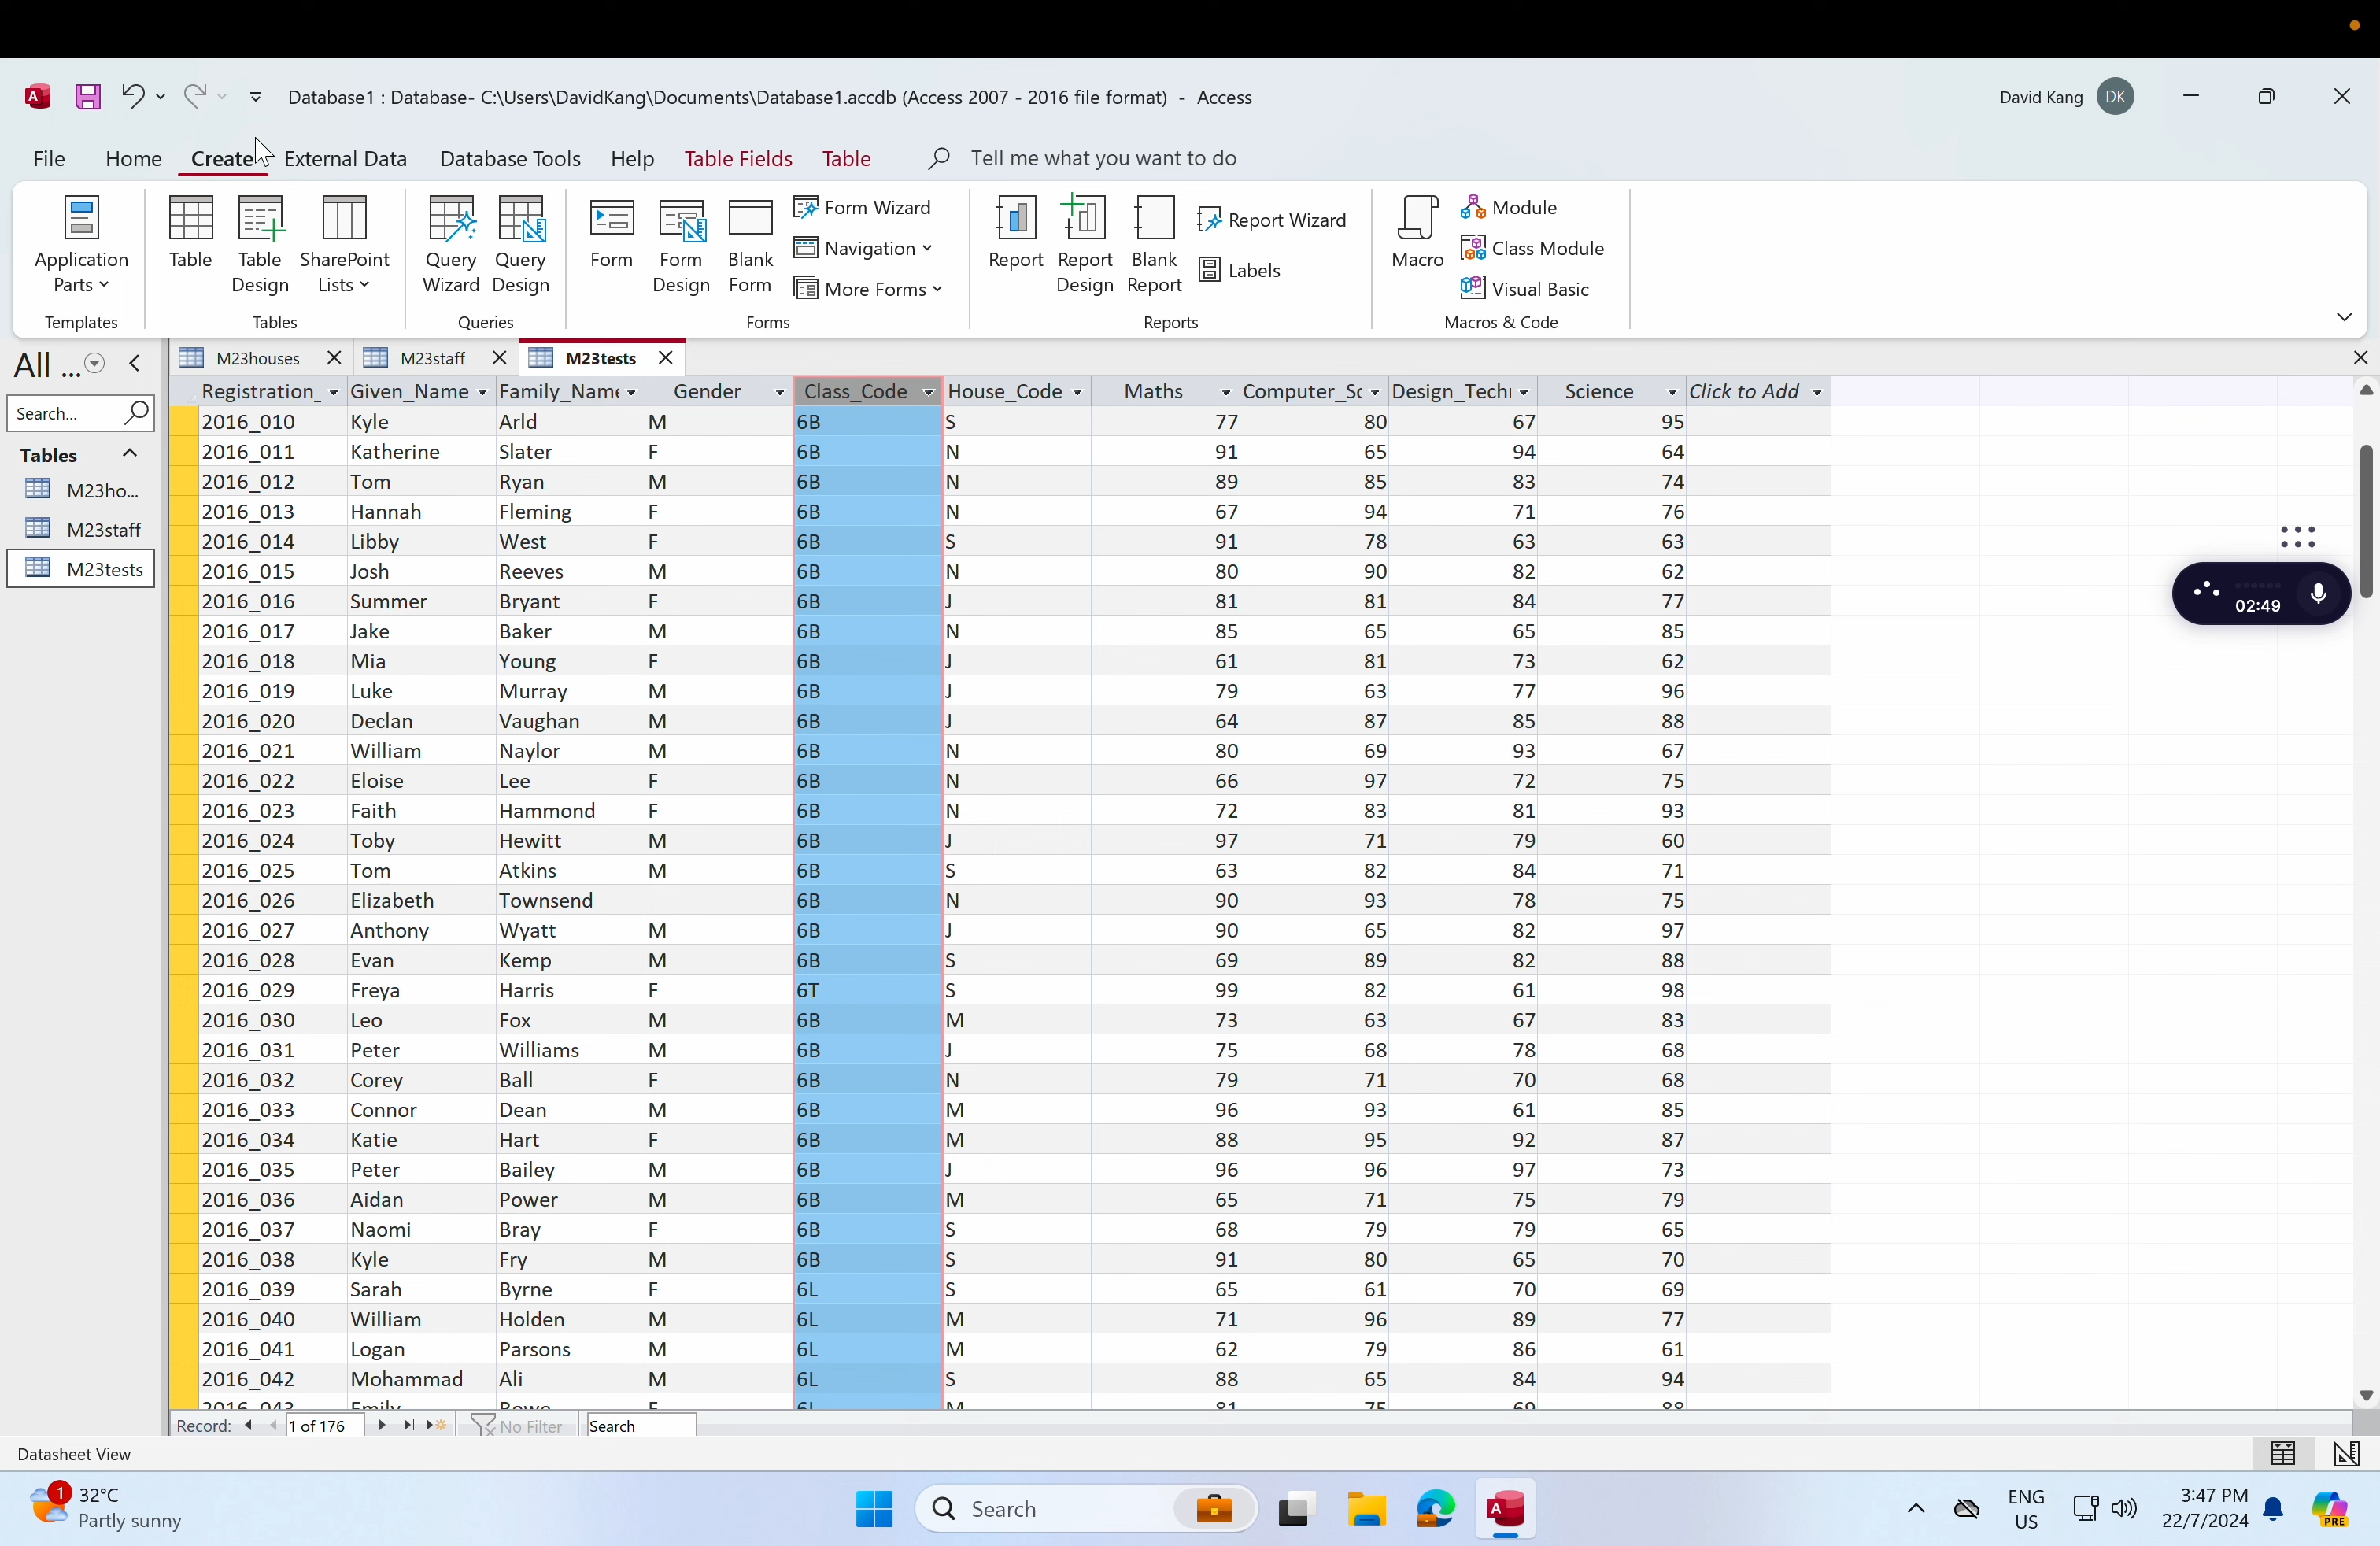 Database1 : Database- C:\Users\DavidKang\Documents\Database1.accdb (Access 2007 - 2016 file format) - Access
David Kang DK
File Home Create External Data Database Tools Help Table Fields Table Tell me what you want to do
Application Parts
Table
Table Design
SharePoint Lists
Query Wizard
Query Design
Form
Form Design
Blank Form
Form Wizard
Navigation
More Forms
Report
Report Design
Blank Report
Report Wizard
Labels
Macro
Module
Class Module
Visual Basic
Templates Tables Queries Forms Reports Macros & Code
All ...
Search...
Tables
M23ho...
M23staff
M23tests
M23houses M23staff M23tests
Registration_ Given_Name Family_Name Gender Class_Code House_Code Maths Computer_Sc Design_Techi Science Click to Add
2016_010 Kyle Arld M 6B S 77 80 67 95
2016_011 Katherine Slater F 6B N 91 65 94 64
2016_012 Tom Ryan M 6B N 89 85 83 74
2016_013 Hannah Fleming F 6B N 67 94 71 76
2016_014 Libby West F 6B S 91 78 63 63
2016_015 Josh Reeves M 6B N 80 90 82 62
2016_016 Summer Bryant F 6B J 81 81 84 77
2016_017 Jake Baker M 6B N 85 65 65 85
2016_018 Mia Young F 6B J 61 81 73 62
2016_019 Luke Murray M 6B J 79 63 77 96
2016_020 Declan Vaughan M 6B J 64 87 85 88
2016_021 William Naylor M 6B N 80 69 93 67
2016_022 Eloise Lee F 6B N 66 97 72 75
2016_023 Faith Hammond F 6B N 72 83 81 93
2016_024 Toby Hewitt M 6B J 97 71 79 60
2016_025 Tom Atkins M 6B S 63 82 84 71
2016_026 Elizabeth Townsend 6B N 90 93 78 75
2016_027 Anthony Wyatt M 6B J 90 65 82 97
2016_028 Evan Kemp M 6B S 69 89 82 88
2016_029 Freya Harris F 6T S 99 82 61 98
2016_030 Leo Fox M 6B M 73 63 67 83
2016_031 Peter Williams M 6B J 75 68 78 68
2016_032 Corey Ball F 6B N 79 71 70 68
2016_033 Connor Dean M 6B M 96 93 61 85
2016_034 Katie Hart F 6B M 88 95 92 87
2016_035 Peter Bailey M 6B J 96 96 97 73
2016_036 Aidan Power M 6B M 65 71 75 79
2016_037 Naomi Bray F 6B S 68 79 79 65
2016_038 Kyle Fry M 6B S 91 80 65 70
2016_039 Sarah Byrne F 6L S 65 61 70 69
2016_040 William Holden M 6L M 71 96 89 77
2016_041 Logan Parsons M 6L M 62 79 86 61
2016_042 Mohammad Ali M 6L S 88 65 84 94
02:49
Record: 1 of 176 No Filter Search
Datasheet View
1
32°C
Partly sunny
Search
ENG
US
3:47 PM
22/7/2024
PRE